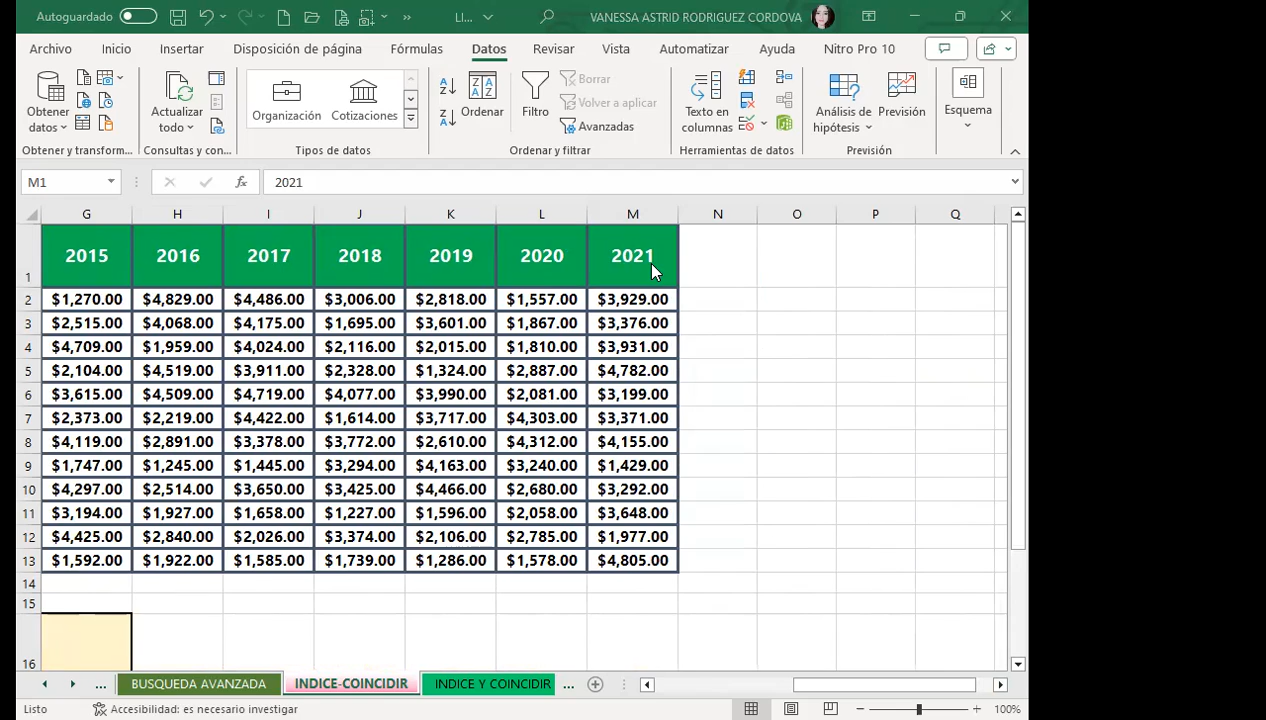 Autoguardado LI... VANESSA ASTRID RODRIGUEZ CORDOVA
Archivo Inicio Insertar Disposición de página Fórmulas Datos Revisar Vista Automatizar Ayuda Nitro Pro 10
Obtener datos
Actualizar todo
Organización Cotizaciones
Ordenar
Filtro
Borrar
Volver a aplicar
Avanzadas
Texto en columnas
Análisis de hipótesis
Previsión
Esquema
Obtener y transform... Consultas y con... Tipos de datos Ordenar y filtrar Herramientas de datos Previsión
M1 fx 2021
G H I J K L M N O P Q
1 2015 2016 2017 2018 2019 2020 2021
2 $1,270.00 $4,829.00 $4,486.00 $3,006.00 $2,818.00 $1,557.00 $3,929.00
3 $2,515.00 $4,068.00 $4,175.00 $1,695.00 $3,601.00 $1,867.00 $3,376.00
4 $4,709.00 $1,959.00 $4,024.00 $2,116.00 $2,015.00 $1,810.00 $3,931.00
5 $2,104.00 $4,519.00 $3,911.00 $2,328.00 $1,324.00 $2,887.00 $4,782.00
6 $3,615.00 $4,509.00 $4,719.00 $4,077.00 $3,990.00 $2,081.00 $3,199.00
7 $2,373.00 $2,219.00 $4,422.00 $1,614.00 $3,717.00 $4,303.00 $3,371.00
8 $4,119.00 $2,891.00 $3,378.00 $3,772.00 $2,610.00 $4,312.00 $4,155.00
9 $1,747.00 $1,245.00 $1,445.00 $3,294.00 $4,163.00 $3,240.00 $1,429.00
10 $4,297.00 $2,514.00 $3,650.00 $3,425.00 $4,466.00 $2,680.00 $3,292.00
11 $3,194.00 $1,927.00 $1,658.00 $1,227.00 $1,596.00 $2,058.00 $3,648.00
12 $4,425.00 $2,840.00 $2,026.00 $3,374.00 $2,106.00 $2,785.00 $1,977.00
13 $1,592.00 $1,922.00 $1,585.00 $1,739.00 $1,286.00 $1,578.00 $4,805.00
14
15
16
... BUSQUEDA AVANZADA INDICE-COINCIDIR INDICE Y COINCIDIR ...
Listo Accesibilidad: es necesario investigar 100%